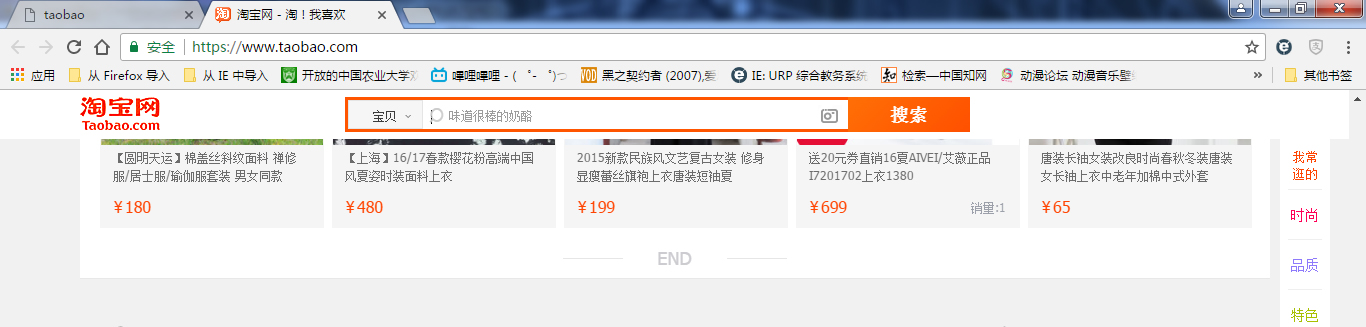 taobao
淘宝网 - 淘！我喜欢
安全
https://www.taobao.com
应用
从 Firefox 导入
从 IE 中导入
开放的中国农业大学欢
哔哩哔哩 - ( ゜- ゜)つ
黑之契约者 (2007),爱
IE: URP 综合教务系统
检索—中国知网
动漫论坛 动漫音乐壁
»
其他书签
淘宝网
Taobao.com
宝贝
味道很棒的奶酪
搜索
【圆明天运】棉盖丝斜纹面料 禅修
服/居士服/瑜伽服套装 男女同款
¥180
【上海】16/17春款樱花粉高端中国
风夏姿时装面料上衣
¥480
2015新款民族风文艺复古女装 修身
显瘦蕾丝旗袍上衣唐装短袖夏
¥199
送20元券直销16夏AIVEI/艾薇正品
I7201702上衣1380
¥699
销量:1
唐装长袖女装改良时尚春秋冬装唐装
女长袖上衣中老年加棉中式外套
¥65
END
我常
逛的
时尚
品质
特色